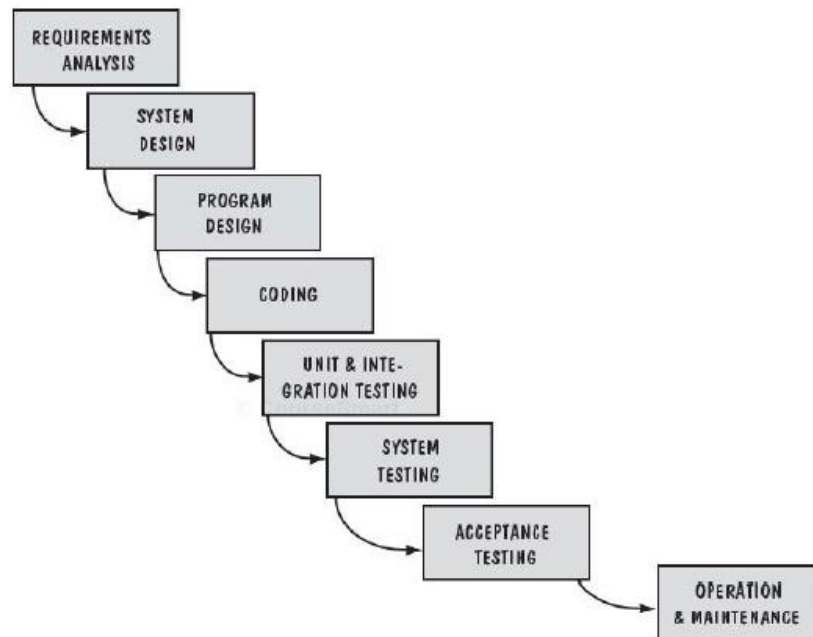 REQUIREMENTS
ANALYSIS
SYSTEM
DESIGN
PROGRAM
DESIGN
CODING
UNIT & INTE-
GRATION TESTING
SYSTEM
TESTING
ACCEPTANCE
TESTING
OPERATION
& MAINTENANCE